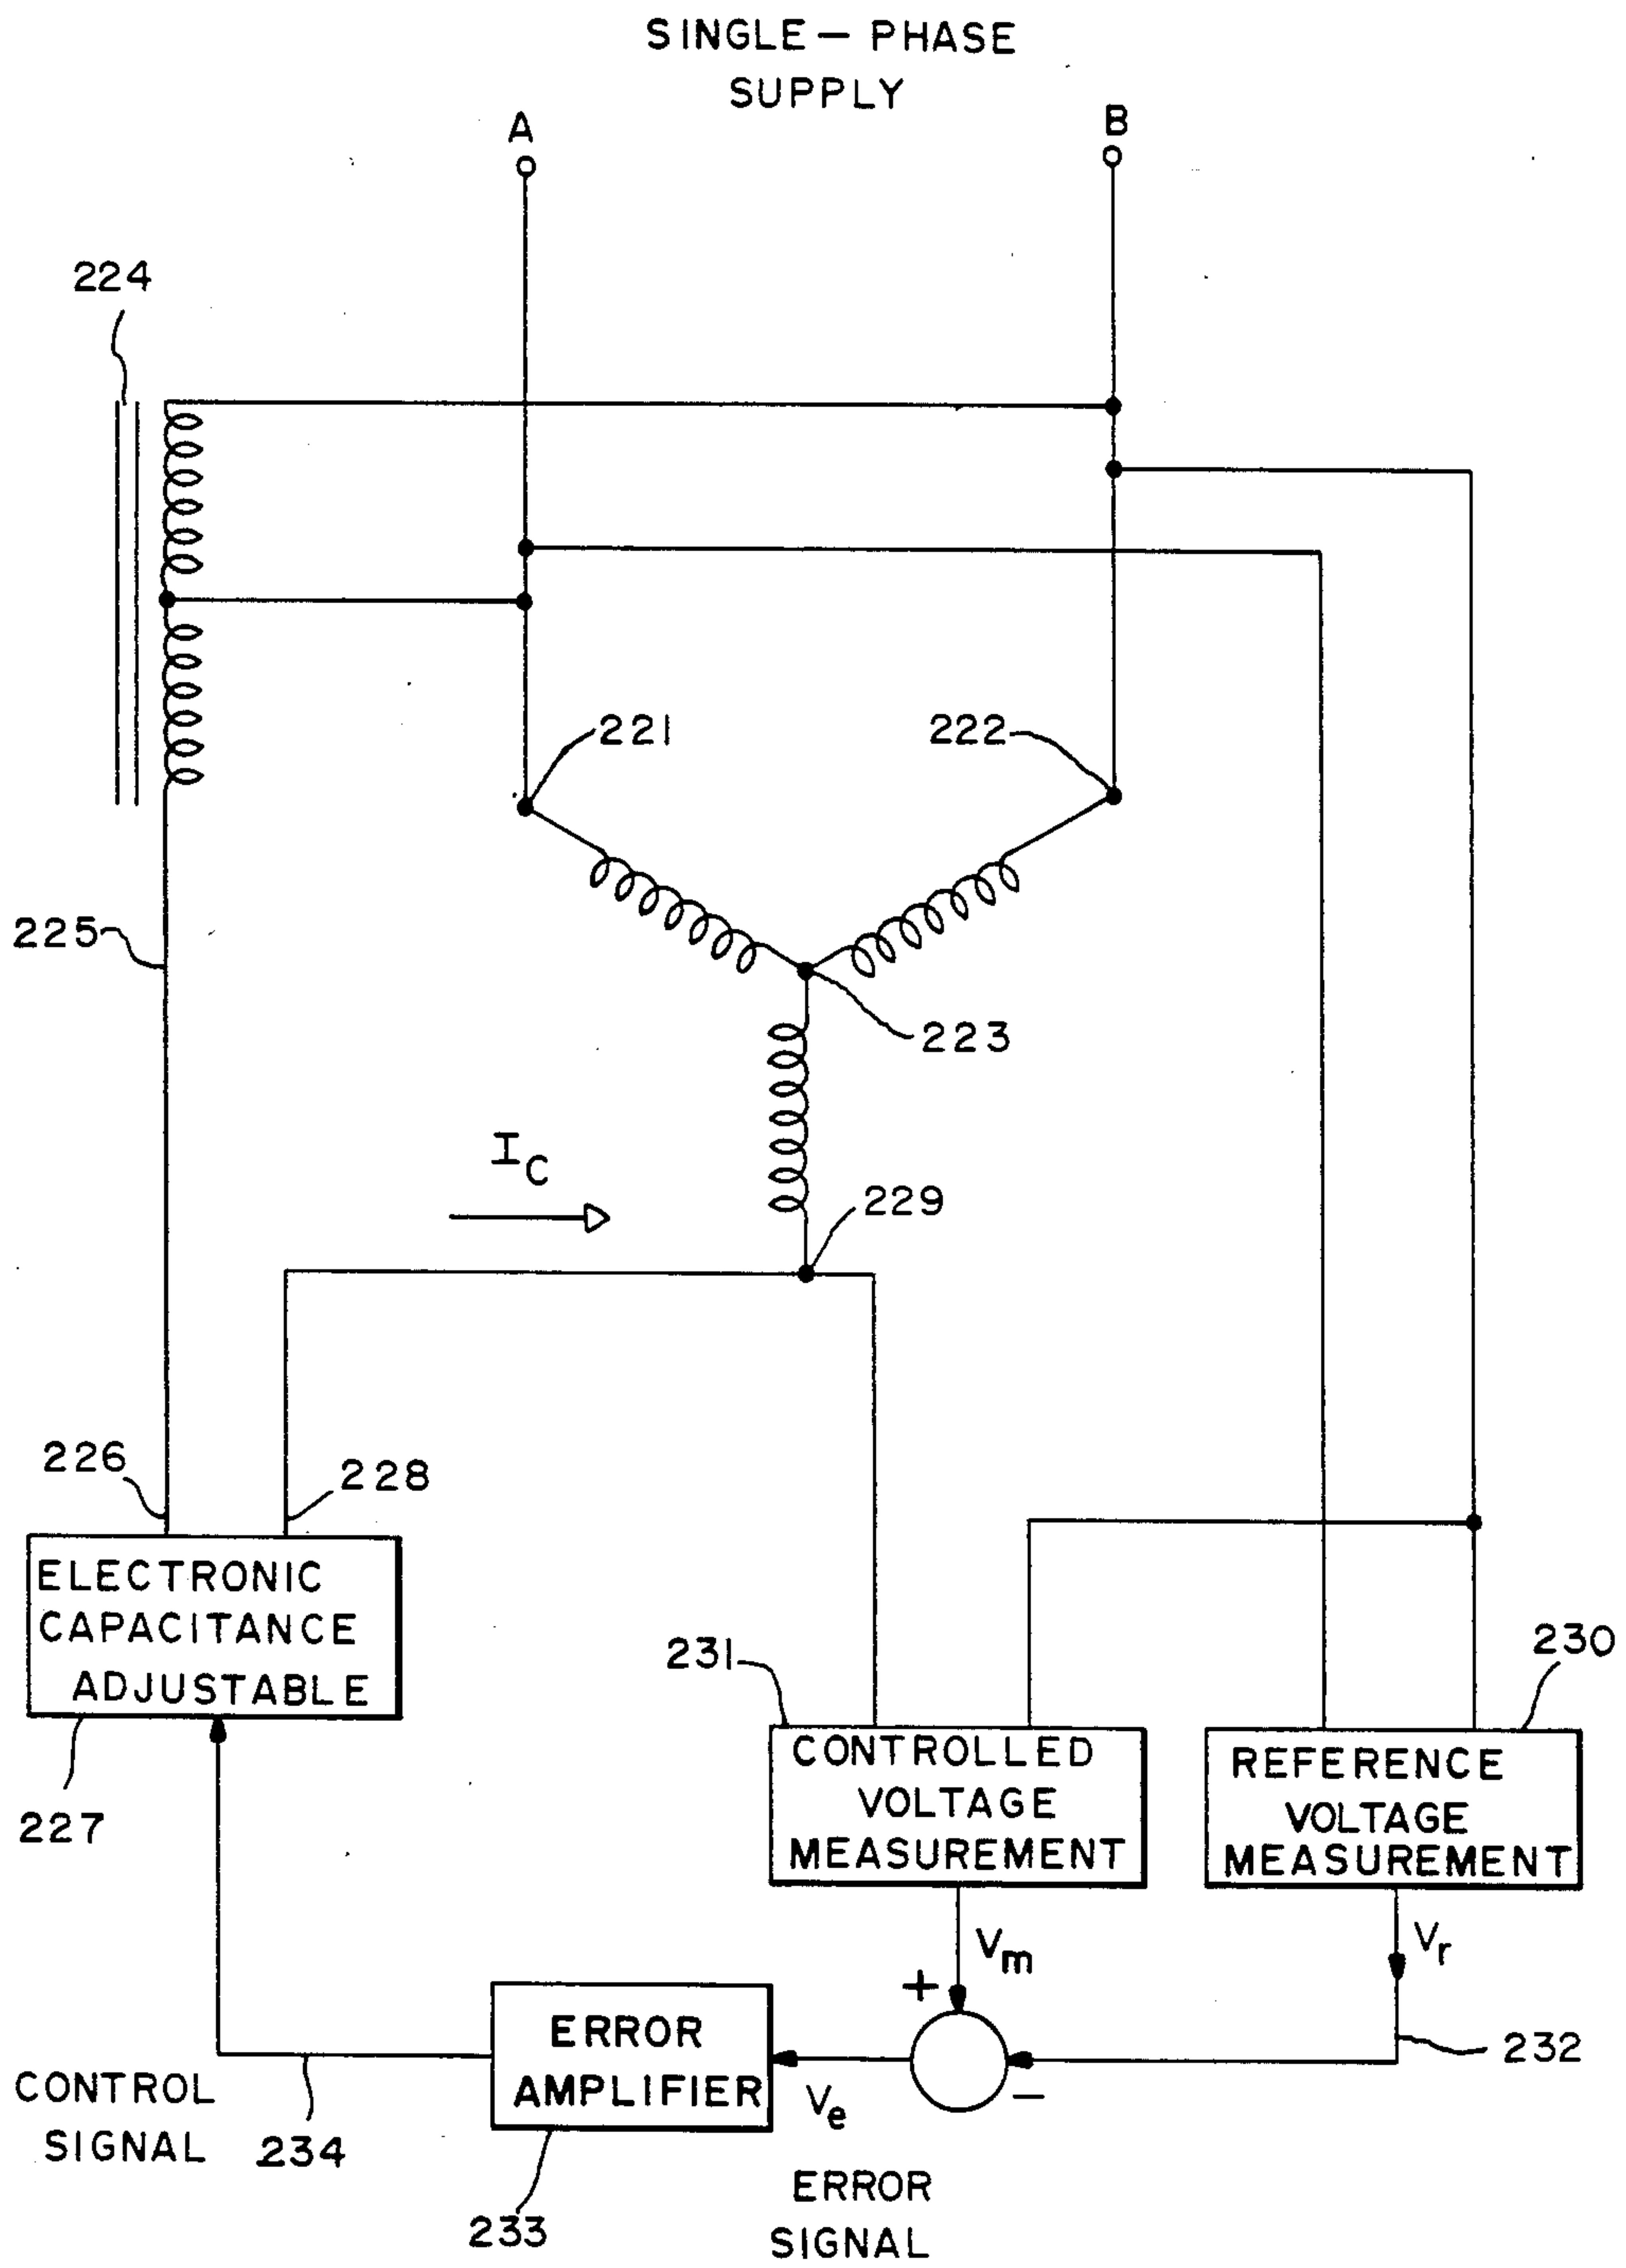 SINGLE — PHASE
SUPPLY
A
B
224
221
222
225
223
I_C
229
226
228
ELECTRONIC
CAPACITANCE
ADJUSTABLE
227
231
230
CONTROLLED
VOLTAGE
MEASUREMENT
REFERENCE
VOLTAGE
MEASUREMENT
V_m
V_r
+
ERROR
AMPLIFIER
V_e
−
232
CONTROL
SIGNAL
234
233
ERROR
SIGNAL